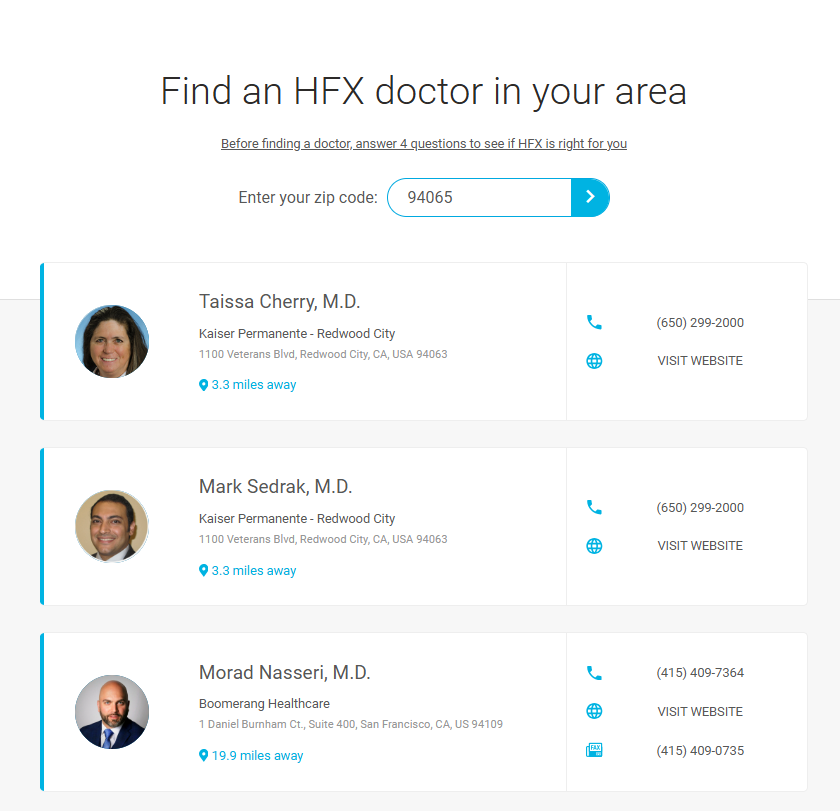 Find an HFX doctor in your area
Before finding a doctor, answer 4 questions to see if HFX is right for you
Enter your zip code: 94065
Taissa Cherry, M.D.
Kaiser Permanente - Redwood City
1100 Veterans Blvd, Redwood City, CA, USA 94063
3.3 miles away
(650) 299-2000
VISIT WEBSITE
Mark Sedrak, M.D.
Kaiser Permanente - Redwood City
1100 Veterans Blvd, Redwood City, CA, USA 94063
3.3 miles away
(650) 299-2000
VISIT WEBSITE
Morad Nasseri, M.D.
Boomerang Healthcare
1 Daniel Burnham Ct., Suite 400, San Francisco, CA, US 94109
19.9 miles away
(415) 409-7364
VISIT WEBSITE
FAX (415) 409-0735